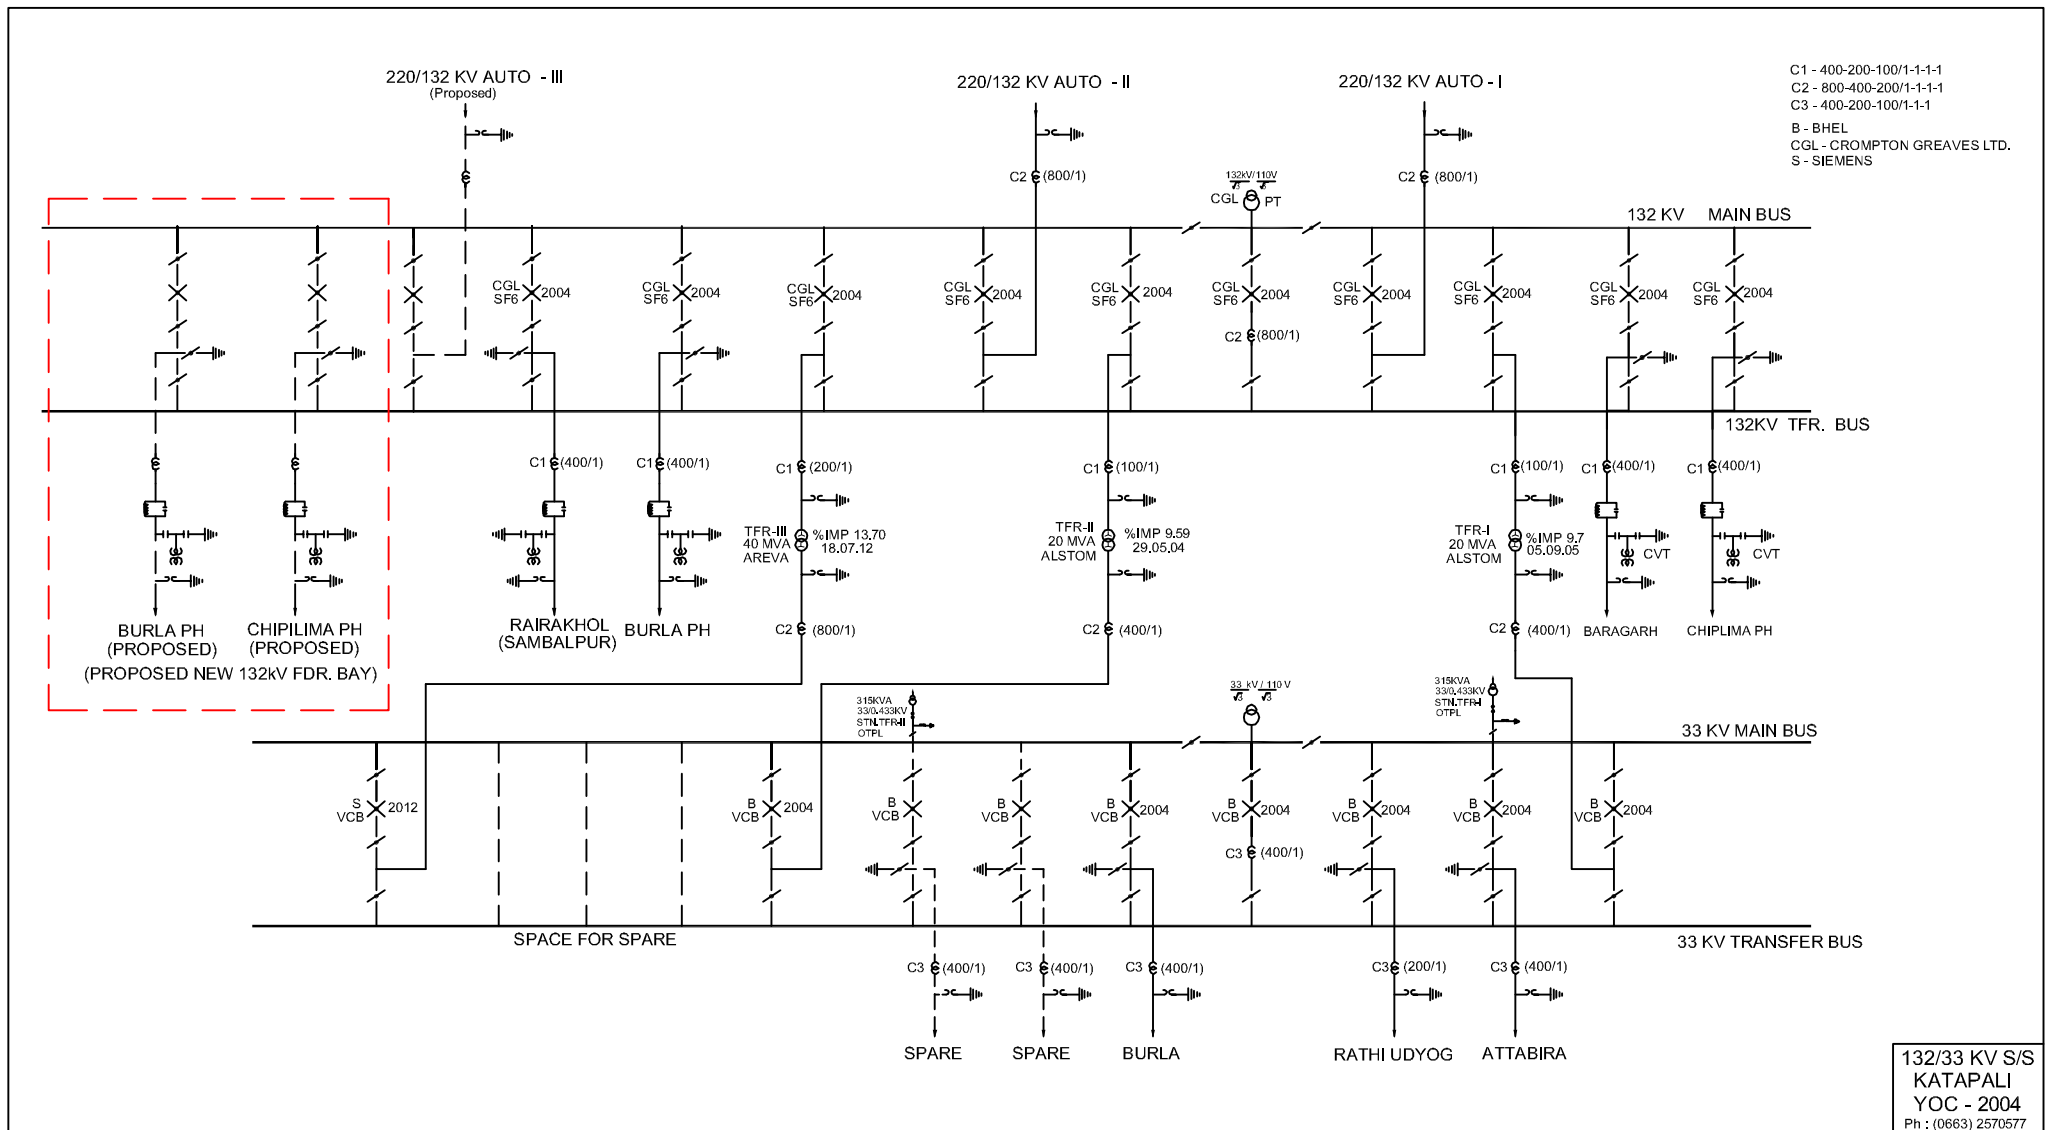 220/132 KV AUTO - III
(Proposed)
220/132 KV AUTO - II
220/132 KV AUTO - I
C1 - 400-200-100/1-1-1-1
C2 - 800-400-200/1-1-1-1
C3 - 400-200-100/1-1-1
B - BHEL
CGL - CROMPTON GREAVES LTD.
S - SIEMENS
C2 (800/1)
132kV/110V
√3 √3
CGL PT
C2 (800/1)
132 KV MAIN BUS
CGL
SF6 2004
CGL
SF6 2004
CGL
SF6 2004
CGL
SF6 2004
CGL
SF6 2004
CGL
SF6 2004
CGL
SF6 2004
CGL
SF6 2004
CGL
SF6 2004
CGL
SF6 2004
C2 (800/1)
132KV TFR. BUS
C1 (400/1)
C1 (400/1)
C1 (200/1)
C1 (100/1)
C1 (100/1)
C1 (400/1)
C1 (400/1)
TFR-III
40 MVA
AREVA
%IMP 13.70
18.07.12
TFR-II
20 MVA
ALSTOM
%IMP 9.59
29.05.04
TFR-I
20 MVA
ALSTOM
%IMP 9.7
05.09.05
CVT
CVT
BURLA PH
(PROPOSED)
CHIPILIMA PH
(PROPOSED)
(PROPOSED NEW 132kV FDR. BAY)
RAIRAKHOL
(SAMBALPUR)
BURLA PH
C2 (800/1)
C2 (400/1)
C2 (400/1)
BARAGARH
CHIPLIMA PH
315KVA
33/0.433KV
STN.TFR-II
OTPL
33 kV / 110 V
√3 √3
315KVA
33/0.433KV
STN.TFR-I
OTPL
33 KV MAIN BUS
S
VCB 2012
B
VCB 2004
B
VCB
B
VCB
B
VCB 2004
B
VCB 2004
B
VCB 2004
B
VCB 2004
B
VCB 2004
C3 (400/1)
SPACE FOR SPARE
33 KV TRANSFER BUS
C3 (400/1)
C3 (400/1)
C3 (400/1)
C3 (200/1)
C3 (400/1)
SPARE
SPARE
BURLA
RATHI UDYOG
ATTABIRA
132/33 KV S/S
KATAPALI
YOC - 2004
Ph : (0663) 2570577